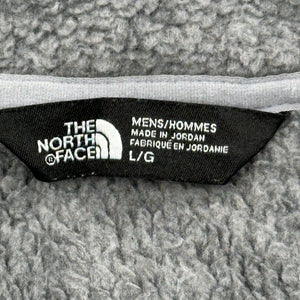 THE
NORTH
FACE
®
MENS/HOMMES
MADE IN JORDAN
FABRIQUÉ EN JORDANIE
L/G